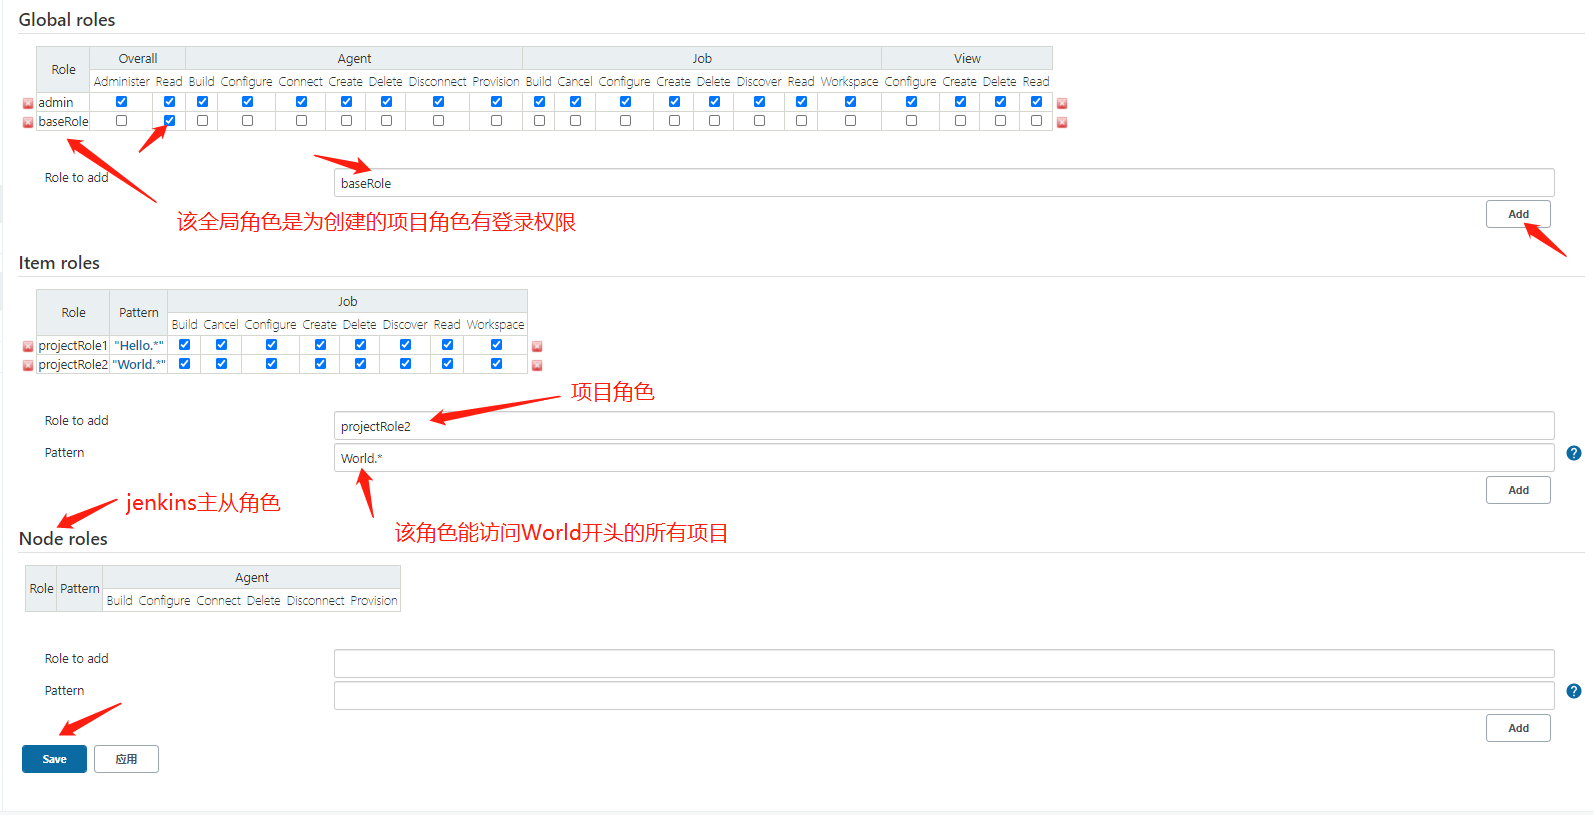 Global roles
Role Overall Agent Job View
Administer Read Build Configure Connect Create Delete Disconnect Provision Build Cancel Configure Create Delete Discover Read Workspace Configure Create Delete Read
admin
baseRole
Role to add baseRole
该全局角色是为创建的项目角色有登录权限
Add
Item roles
Role Pattern Job
Build Cancel Configure Create Delete Discover Read Workspace
projectRole1 "Hello.*"
projectRole2 "World.*"
项目角色
Role to add projectRole2
Pattern World.*
Add
jenkins主从角色
该角色能访问World开头的所有项目
Node roles
Role Pattern Agent
Build Configure Connect Delete Disconnect Provision
Role to add
Pattern
Add
Save 应用